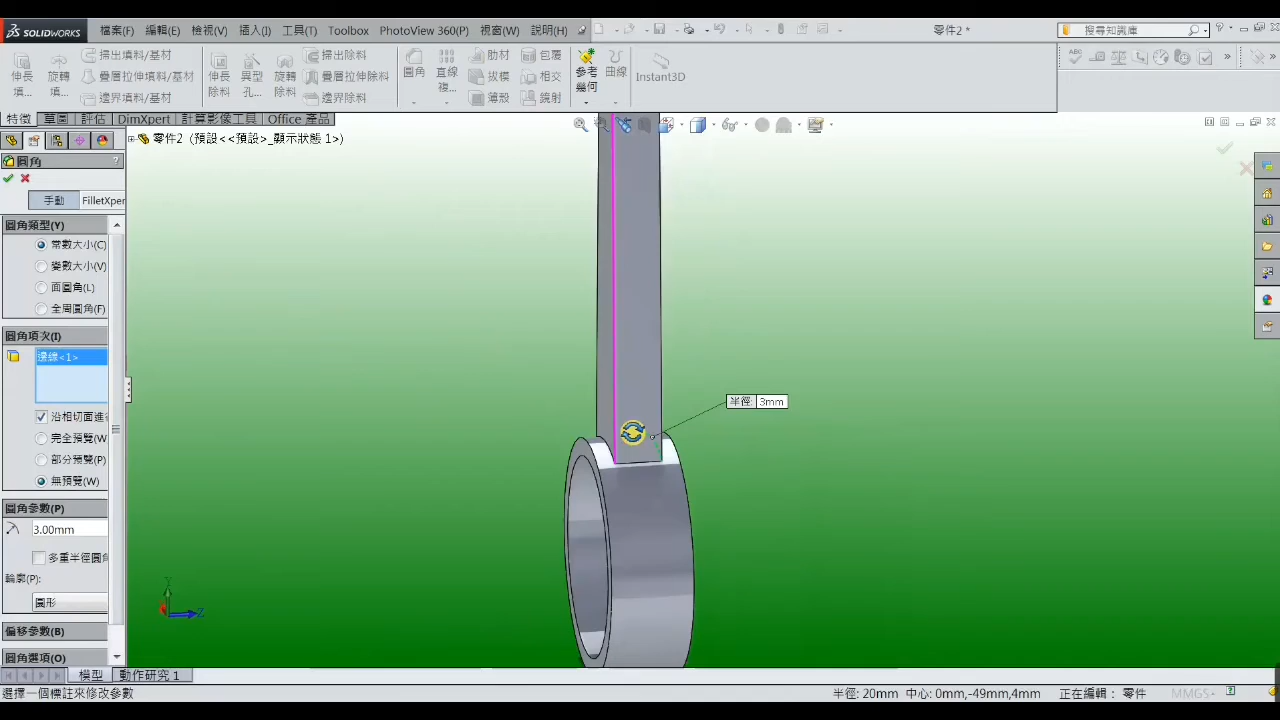 SOLIDWORKS 檔案(F) 編輯(E) 檢視(V) 插入(I) 工具(T) Toolbox PhotoView 360(P) 視窗(W) 說明(H) 零件2 * 搜尋知識庫
伸長填... 旋轉填... 掃出填料/基材 疊層拉伸填料/基材 邊界填料/基材 伸長除料 異型孔... 旋轉除料 掃出除料 疊層拉伸除料 邊界除料 圓角 直線複... 肋材 拔模 薄殼 包覆 相交 鏡射 參考幾何 曲線 Instant3D
特徵 草圖 評估 DimXpert 計算影像工具 Office 產品
零件2 (預設<<預設>_顯示狀態 1>)
圓角 ?
手動 FilletXper
圓角類型(Y)
常數大小(C)
變數大小(V)
面圓角(L)
全周圓角(F)
圓角項次(I)
邊線<1>
沿相切面進
完全預覽(W)
部分預覽(P)
無預覽(W)
半徑: 3mm
圓角參數(P)
3.00mm
多重半徑圓角
輪廓(P):
圓形
偏移參數(B)
圓角選項(O)
Y
Z
模型 動作研究 1
選擇一個標註來修改參數 半徑: 20mm 中心: 0mm,-49mm,4mm 正在編輯： 零件 MMGS